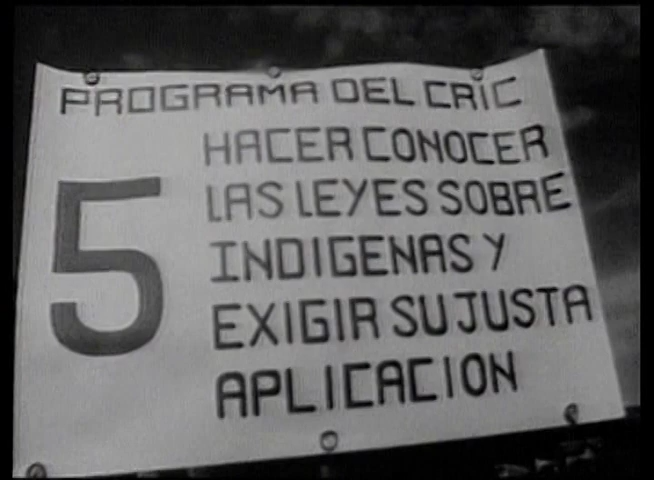 PROGRAMA DEL CRIC
5
HACER CONOCER
LAS LEYES SOBRE
INDIGENAS Y
EXIGIR SU JUSTA
APLICACION